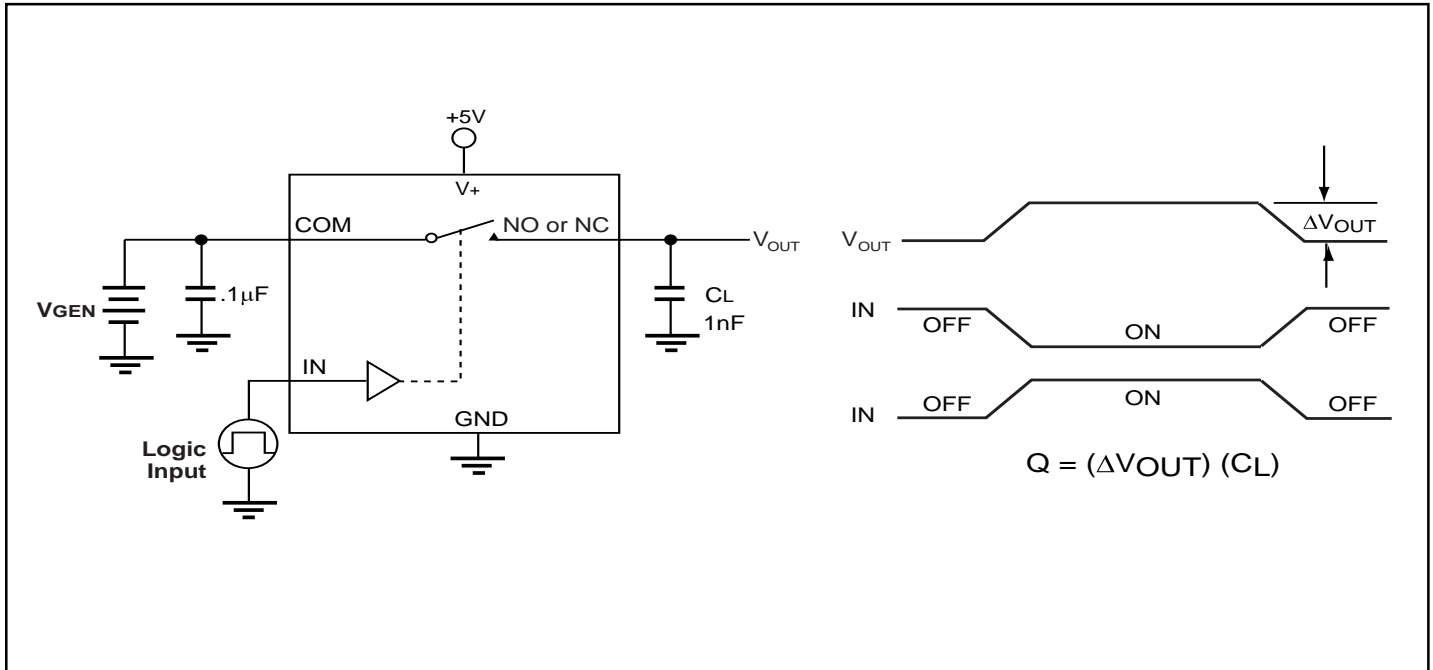 +5V
V+
COM
NO or NC
VOUT
.1μF
VGEN
CL
1nF
IN
GND
Logic
Input
VOUT
ΔVOUT
IN
OFF
ON
OFF
IN
OFF
ON
OFF
Q = (ΔVOUT) (CL)